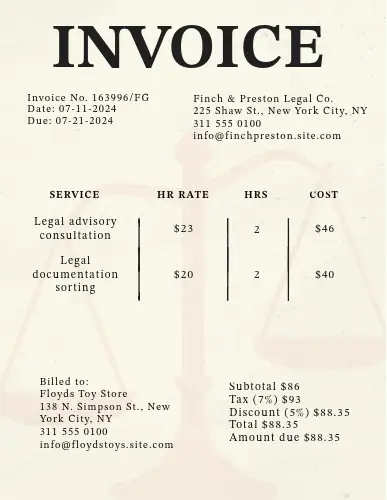 INVOICE
Invoice No. 163996/FG
Date: 07-11-2024
Due: 07-21-2024
Finch & Preston Legal Co.
225 Shaw St., New York City, NY
311 555 0100
info@finchpreston.site.com
SERVICE HR RATE HRS COST
Legal advisory
consultation
$23 2 $46
Legal
documentation
sorting
$20 2 $40
Billed to:
Floyds Toy Store
138 N. Simpson St., New
York City, NY
311 555 0100
info@floydstoys.site.com
Subtotal $86
Tax (7%) $93
Discount (5%) $88.35
Total $88.35
Amount due $88.35